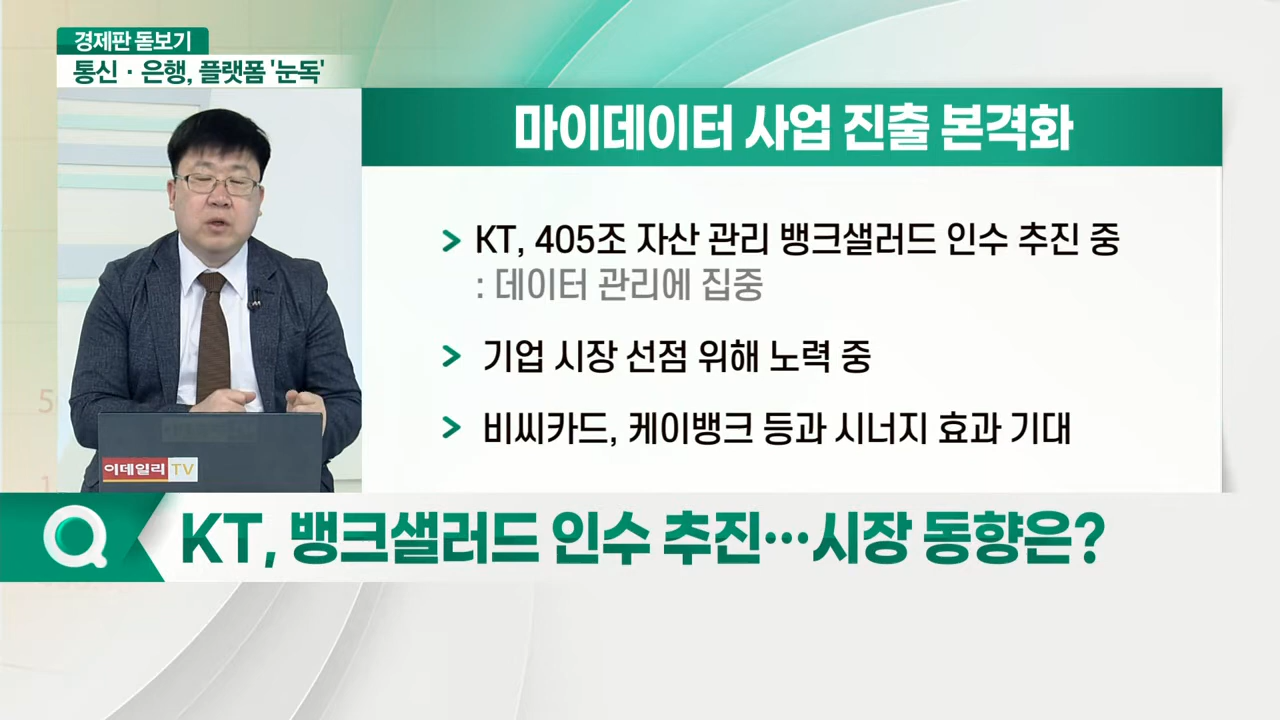 경제판 돋보기
통신 · 은행, 플랫폼 '눈독'
마이데이터 사업 진출 본격화
> KT, 405조 자산 관리 뱅크샐러드 인수 추진 중
: 데이터 관리에 집중
> 기업 시장 선점 위해 노력 중
> 비씨카드, 케이뱅크 등과 시너지 효과 기대
5
1
이데일리 TV
KT, 뱅크샐러드 인수 추진…시장 동향은?